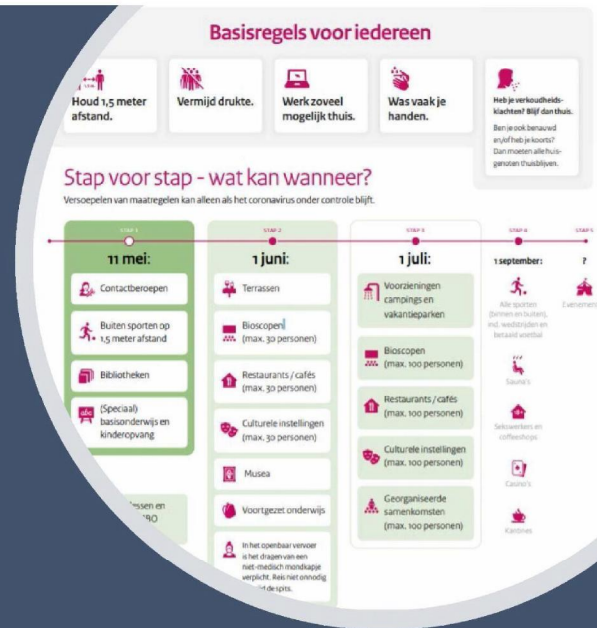 Basisregels voor iedereen
Houd 1,5 meter
afstand.
Vermijd drukte.
Werk zoveel
mogelijk thuis.
Was vaak je
handen.
Heb je verkoudheids-
klachten? Blijf dan thuis.
Ben je ook benauwd
en/of heb je koorts?
Dan moeten alle huis-
genoten thuisblijven.
Stap voor stap - wat kan wanneer?
Versoepelen van maatregelen kan alleen als het coronavirus onder controle blijft.
STAP 1
11 mei:
Contactberoepen
Buiten sporten op
1,5 meter afstand
Bibliotheken
abc
(Speciaal)
basisonderwijs en
kinderopvang
lessen en
STAP 2
1 juni:
Terrassen
Bioscopen
(max. 30 personen)
Restaurants / cafés
(max. 30 personen)
Culturele instellingen
(max. 30 personen)
Musea
Voortgezet onderwijs
In het openbaar vervoer
is het dragen van een
niet-medisch mondkapje
verplicht. Reis niet onnodig
de spits.
STAP 3
1 juli:
Voorzieningen
campings en
vakantieparken
Bioscopen
(max. 100 personen)
Restaurants / cafés
(max. 100 personen)
Culturele instellingen
(max. 100 personen)
Georganiseerde
samenkomsten
(max. 100 personen)
STAP 4
1 september:
Alle sporten
(binnen en buiten),
incl. wedstrijden en
betaald voetbal
Sauna's
Sekswerkers en
coffeeshops
Casino's
Kantines
STAP 5
?
Evenemen